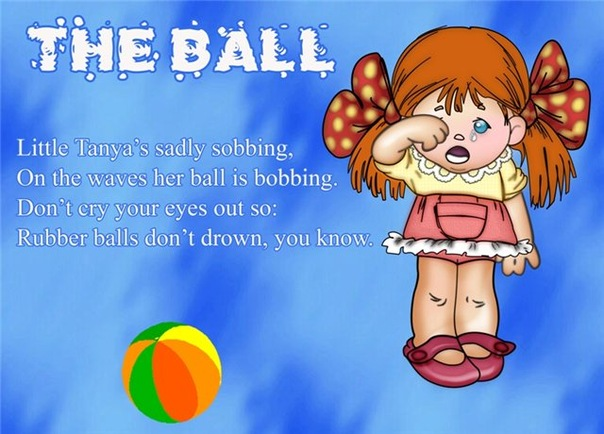 THE BALL
Little Tanya's sadly sobbing,
On the waves her ball is bobbing.
Don't cry your eyes out so:
Rubber balls don't drown, you know.